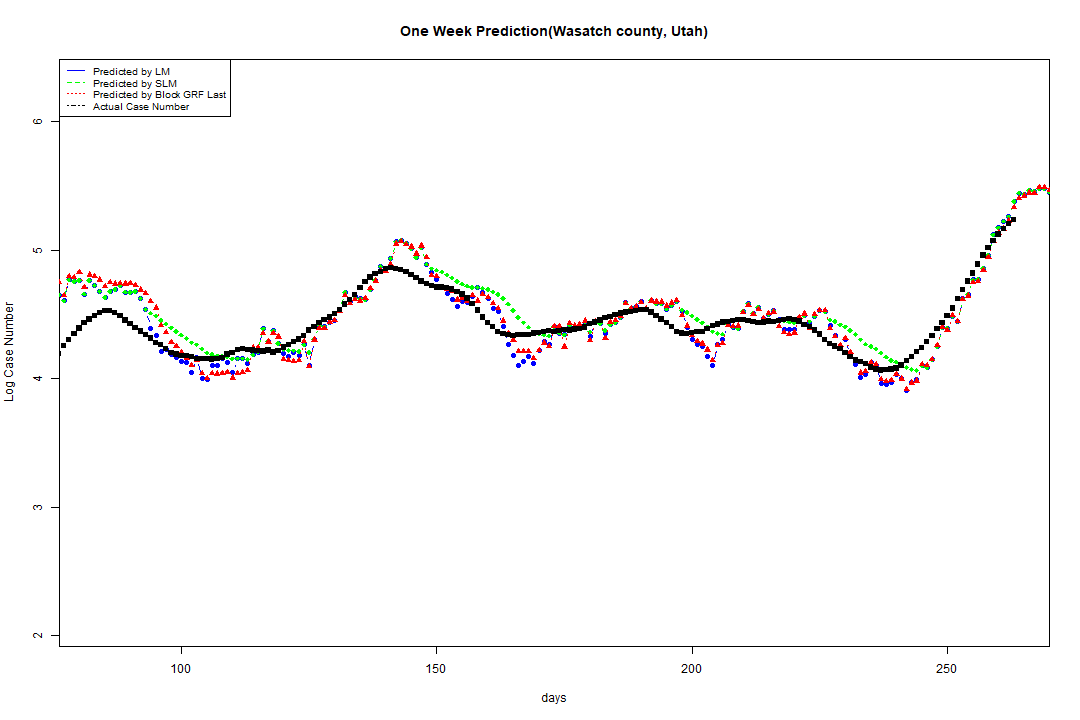 One Week Prediction(Wasatch county, Utah)
Predicted by LM
Predicted by SLM
Predicted by Block GRF Last
Actual Case Number
6
5
4
3
2
Log Case Number
100 150 200 250
days